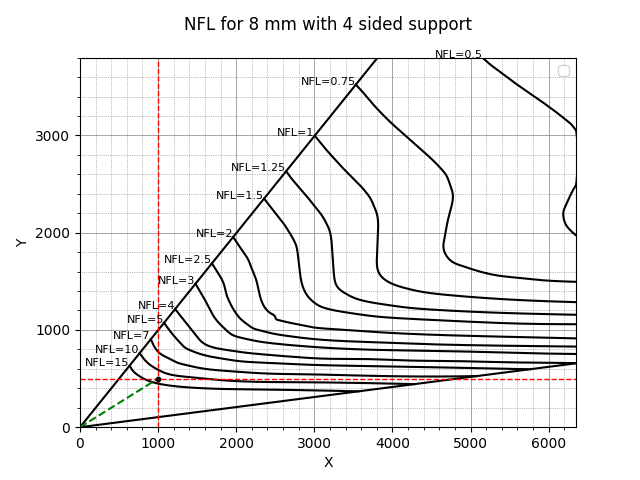 NFL for 8 mm with 4 sided support
NFL=0.5
NFL=0.75
NFL=1
NFL=1.25
NFL=1.5
NFL=2
NFL=2.5
NFL=3
NFL=4
NFL=5
NFL=7
NFL=10
NFL=15
3000
2000
1000
0
Y
0 1000 2000 3000 4000 5000 6000
X